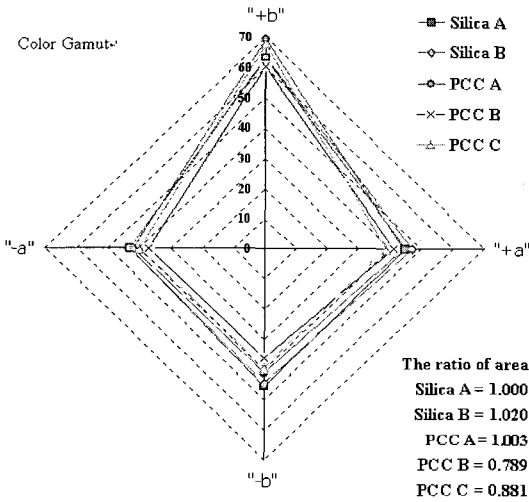 "+b"
Color Gamut
70
60
50
40
30
20
10
0
"-a"
"+a"
"-b"
Silica A
Silica B
PCC A
PCC B
PCC C
The ratio of area
Silica A = 1.000
Silica B = 1.020
PCC A = 1.003
PCC B = 0.789
PCC C = 0.881